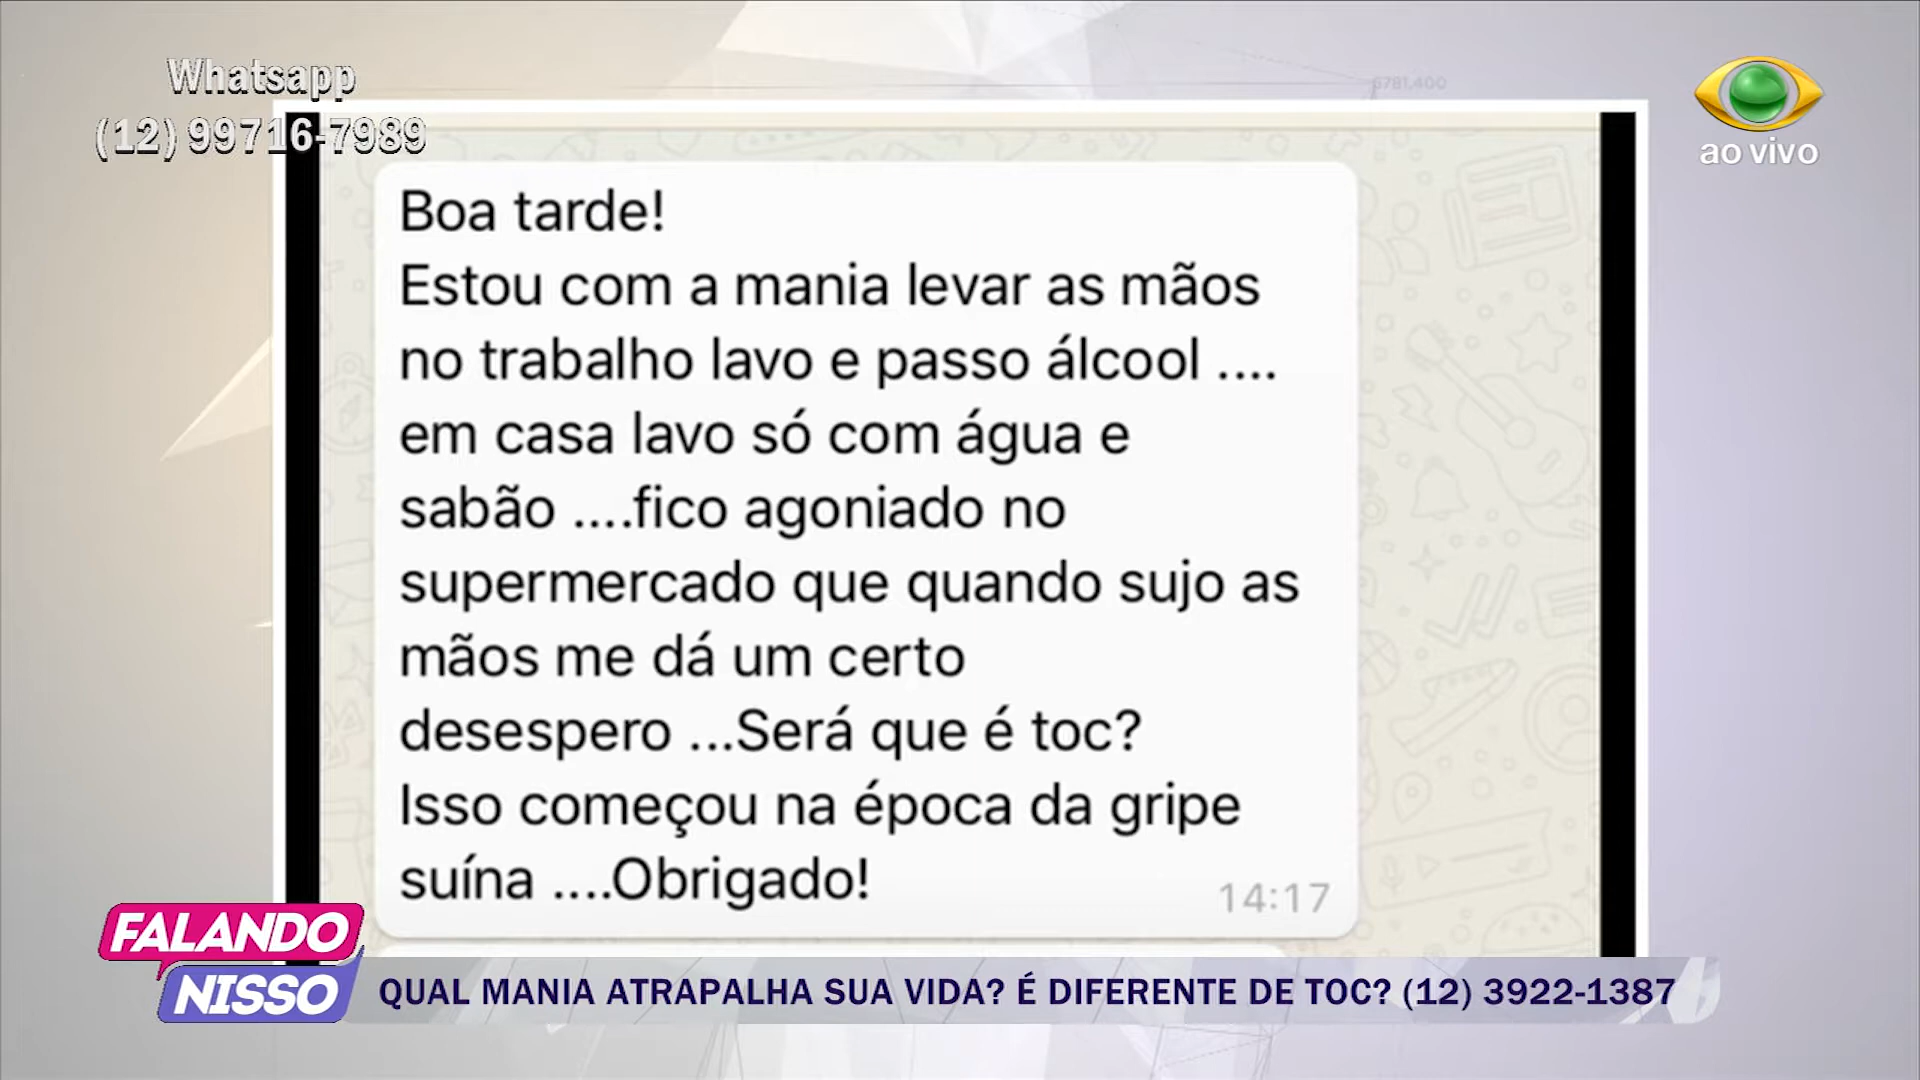 Whatsapp
(12) 99716-7989
6781,400
ao vivo
Boa tarde!
Estou com a mania levar as mãos
no trabalho lavo e passo álcool ....
em casa lavo só com água e
sabão ....fico agoniado no
supermercado que quando sujo as
mãos me dá um certo
desespero ...Será que é toc?
Isso começou na época da gripe
suína ....Obrigado!
14:17
FALANDO
NISSO
QUAL MANIA ATRAPALHA SUA VIDA? É DIFERENTE DE TOC? (12) 3922-1387